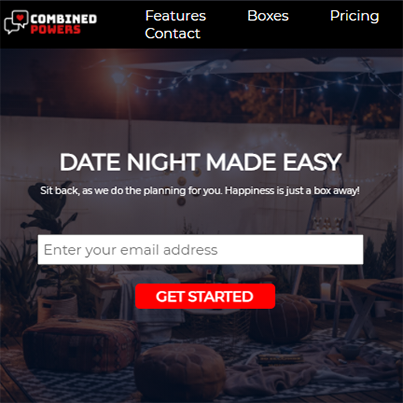 COMBINED
POWERS
Features Boxes Pricing
Contact
DATE NIGHT MADE EASY
Sit back, as we do the planning for you. Happiness is just a box away!
Enter your email address
GET STARTED